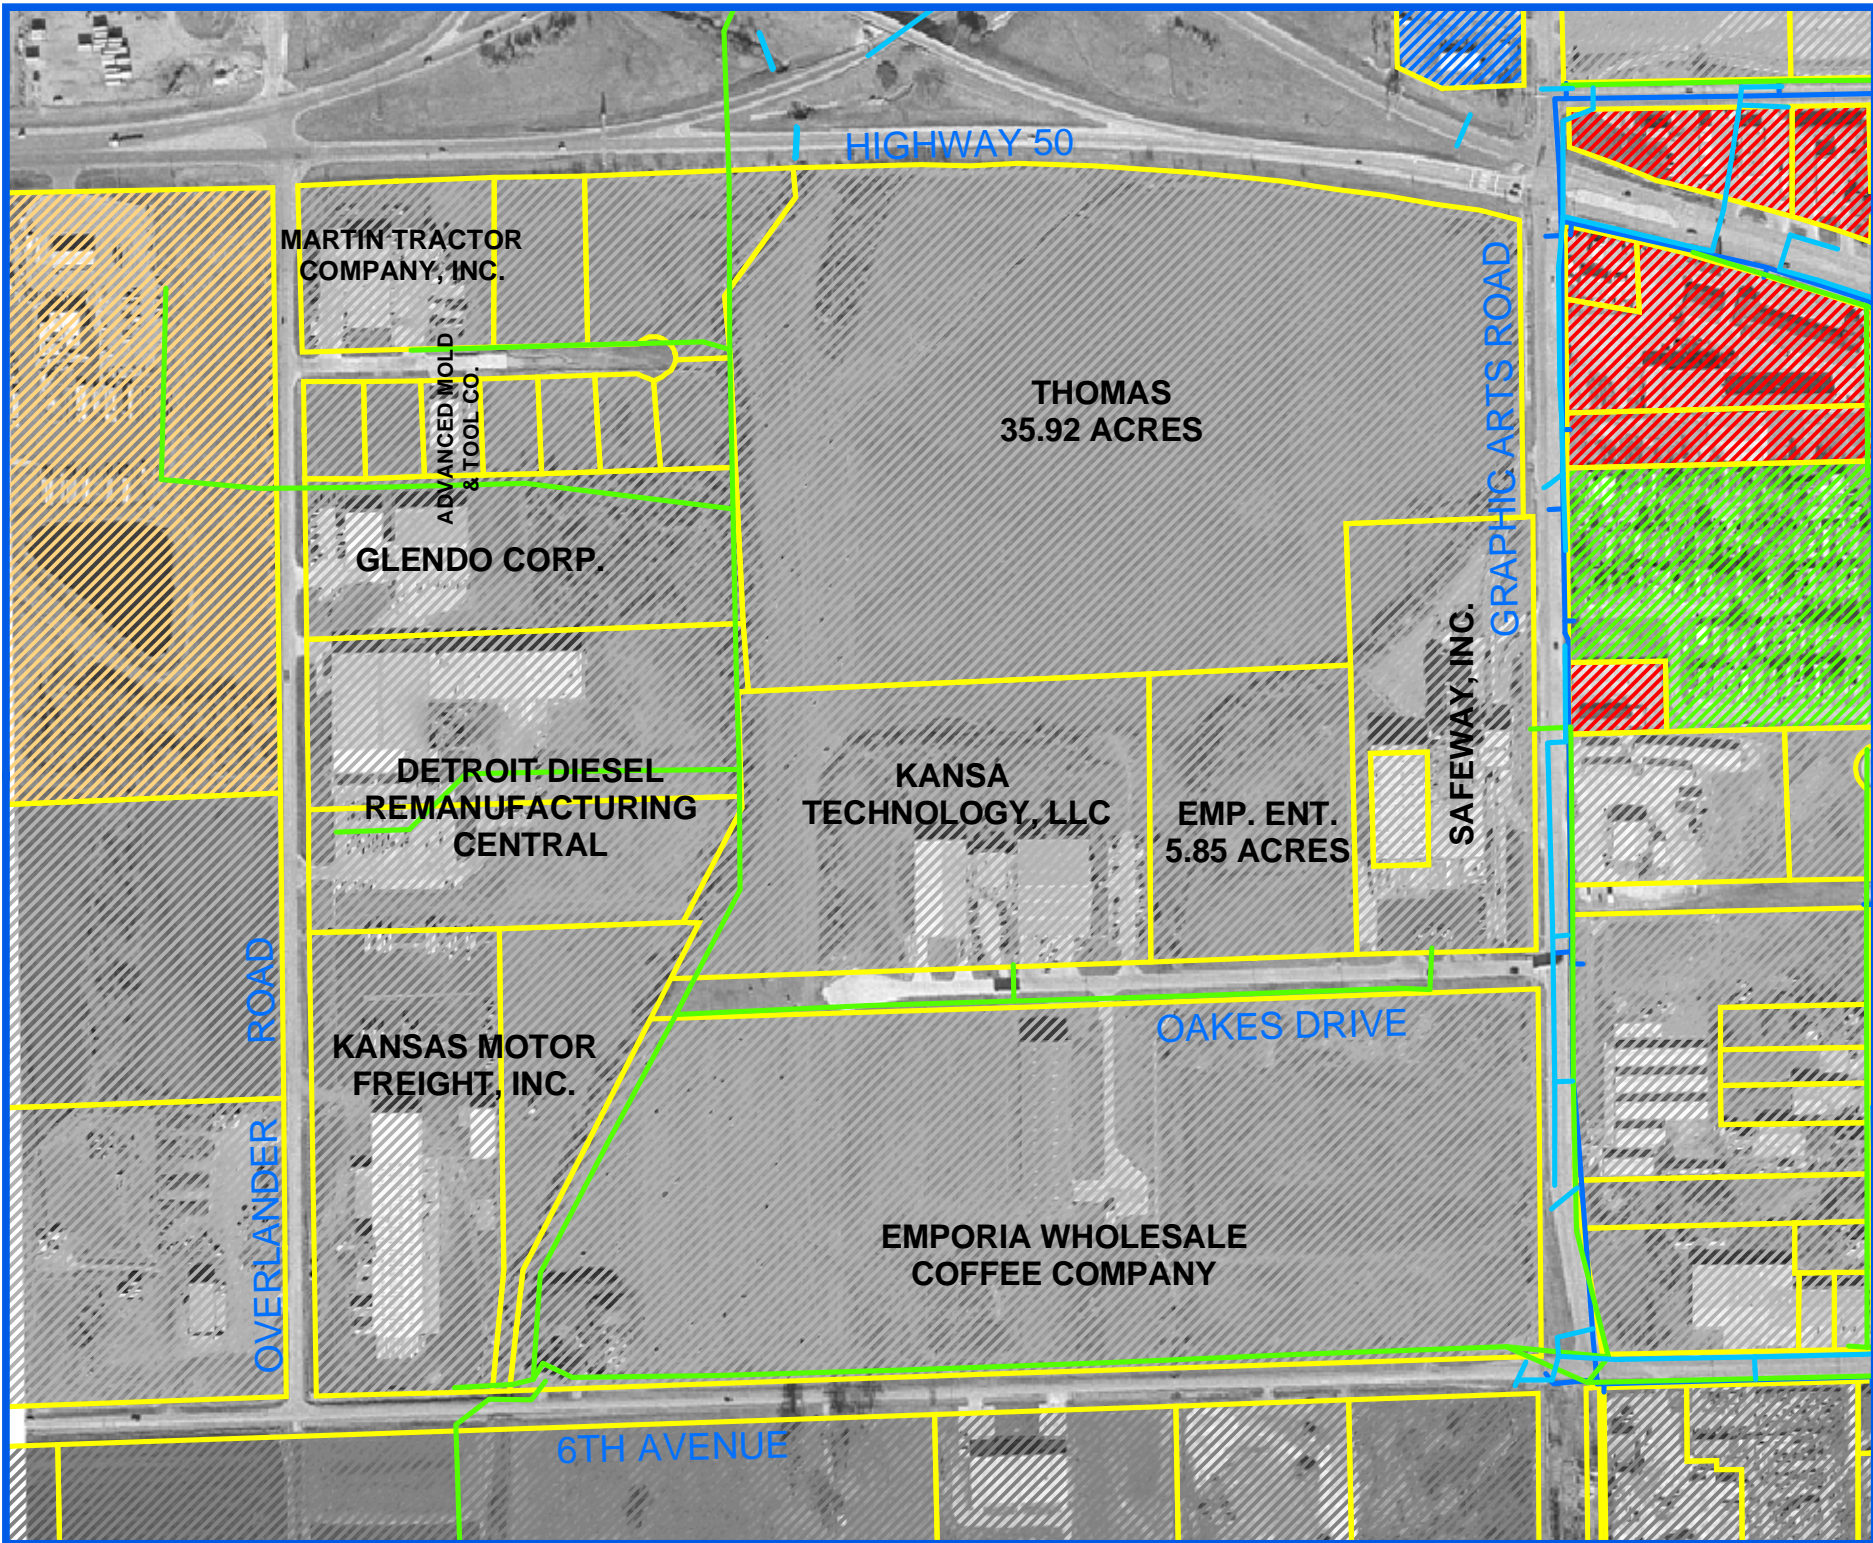 HIGHWAY 50
MARTIN TRACTOR
COMPANY, INC.
ADVANCED MOLD
& TOOL CO.
THOMAS
35.92 ACRES
GRAPHIC ARTS ROAD
GLENDO CORP.
SAFEWAY, INC.
DETROIT DIESEL
REMANUFACTURING
CENTRAL
KANSA
TECHNOLOGY, LLC
EMP. ENT.
5.85 ACRES
OVERLANDER ROAD
KANSAS MOTOR
FREIGHT, INC.
OAKES DRIVE
EMPORIA WHOLESALE
COFFEE COMPANY
6TH AVENUE